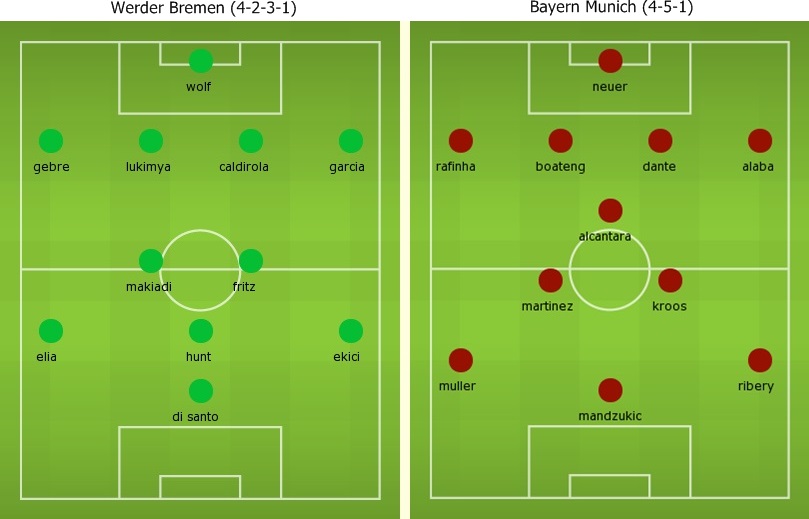 Werder Bremen (4-2-3-1)
wolf
gebre lukimya caldirola garcia
makiadi fritz
elia hunt ekici
di santo
Bayern Munich (4-5-1)
neuer
rafinha boateng dante alaba
alcantara
martinez kroos
muller ribery
mandzukic